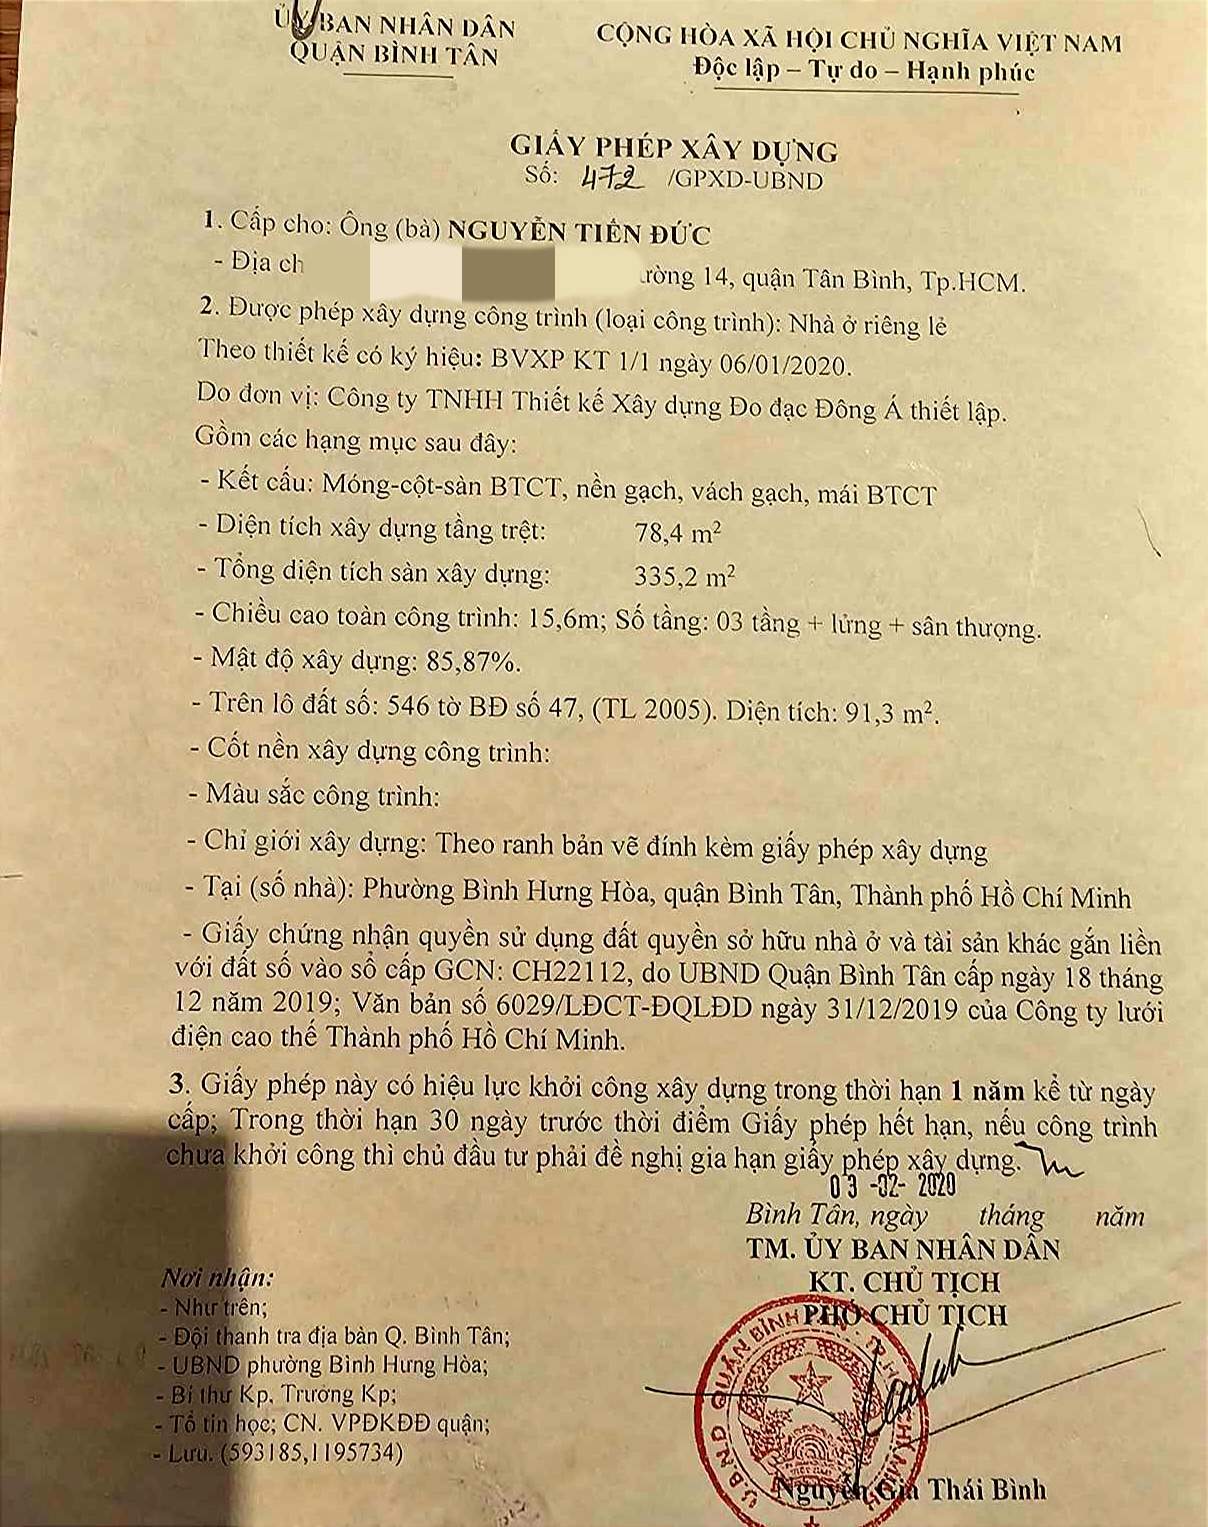 ỦY BAN NHÂN DÂN
QUẬN BÌNH TÂN
CỘNG HÒA XÃ HỘI CHỦ NGHĨA VIỆT NAM
Độc lập – Tự do – Hạnh phúc
GIẤY PHÉP XÂY DỰNG
Số: 472 /GPXD-UBND
1. Cấp cho: Ông (bà) NGUYỄN TIẾN ĐỨC
- Địa ch ường 14, quận Tân Bình, Tp.HCM.
2. Được phép xây dựng công trình (loại công trình): Nhà ở riêng lẻ
Theo thiết kế có ký hiệu: BVXP KT 1/1 ngày 06/01/2020.
Do đơn vị: Công ty TNHH Thiết kế Xây dựng Đo đạc Đông Á thiết lập.
Gồm các hạng mục sau đây:
- Kết cấu: Móng-cột-sàn BTCT, nền gạch, vách gạch, mái BTCT
- Diện tích xây dựng tầng trệt: 78,4 m²
- Tổng diện tích sàn xây dựng: 335,2 m²
- Chiều cao toàn công trình: 15,6m; Số tầng: 03 tầng + lửng + sân thượng.
- Mật độ xây dựng: 85,87%.
- Trên lô đất số: 546 tờ BĐ số 47, (TL 2005). Diện tích: 91,3 m².
- Cốt nền xây dựng công trình:
- Màu sắc công trình:
- Chỉ giới xây dựng: Theo ranh bản vẽ đính kèm giấy phép xây dựng
- Tại (số nhà): Phường Bình Hưng Hòa, quận Bình Tân, Thành phố Hồ Chí Minh
- Giấy chứng nhận quyền sử dụng đất quyền sở hữu nhà ở và tài sản khác gắn liền
với đất số vào sổ cấp GCN: CH22112, do UBND Quận Bình Tân cấp ngày 18 tháng
12 năm 2019; Văn bản số 6029/LĐCT-ĐQLĐD ngày 31/12/2019 của Công ty lưới
điện cao thế Thành phố Hồ Chí Minh.
3. Giấy phép này có hiệu lực khởi công xây dựng trong thời hạn 1 năm kể từ ngày
cấp; Trong thời hạn 30 ngày trước thời điểm Giấy phép hết hạn, nếu công trình
chưa khởi công thì chủ đầu tư phải đề nghị gia hạn giấy phép xây dựng.
03 -02- 2020
Bình Tân, ngày tháng năm
TM. ỦY BAN NHÂN DÂN
KT. CHỦ TỊCH
PHÓ CHỦ TỊCH
Nơi nhận:
- Như trên;
- Đội thanh tra địa bàn Q. Bình Tân;
- UBND phường Bình Hưng Hòa;
- Bí thư Kp, Trưởng Kp;
- Tổ tin học; CN. VPĐKĐĐ quận;
- Lưu. (593185,1195734)
U.B.N.D QUẬN BÌNH TÂN - T.P HỒ CHÍ MINH
Nguyễn Gia Thái Bình